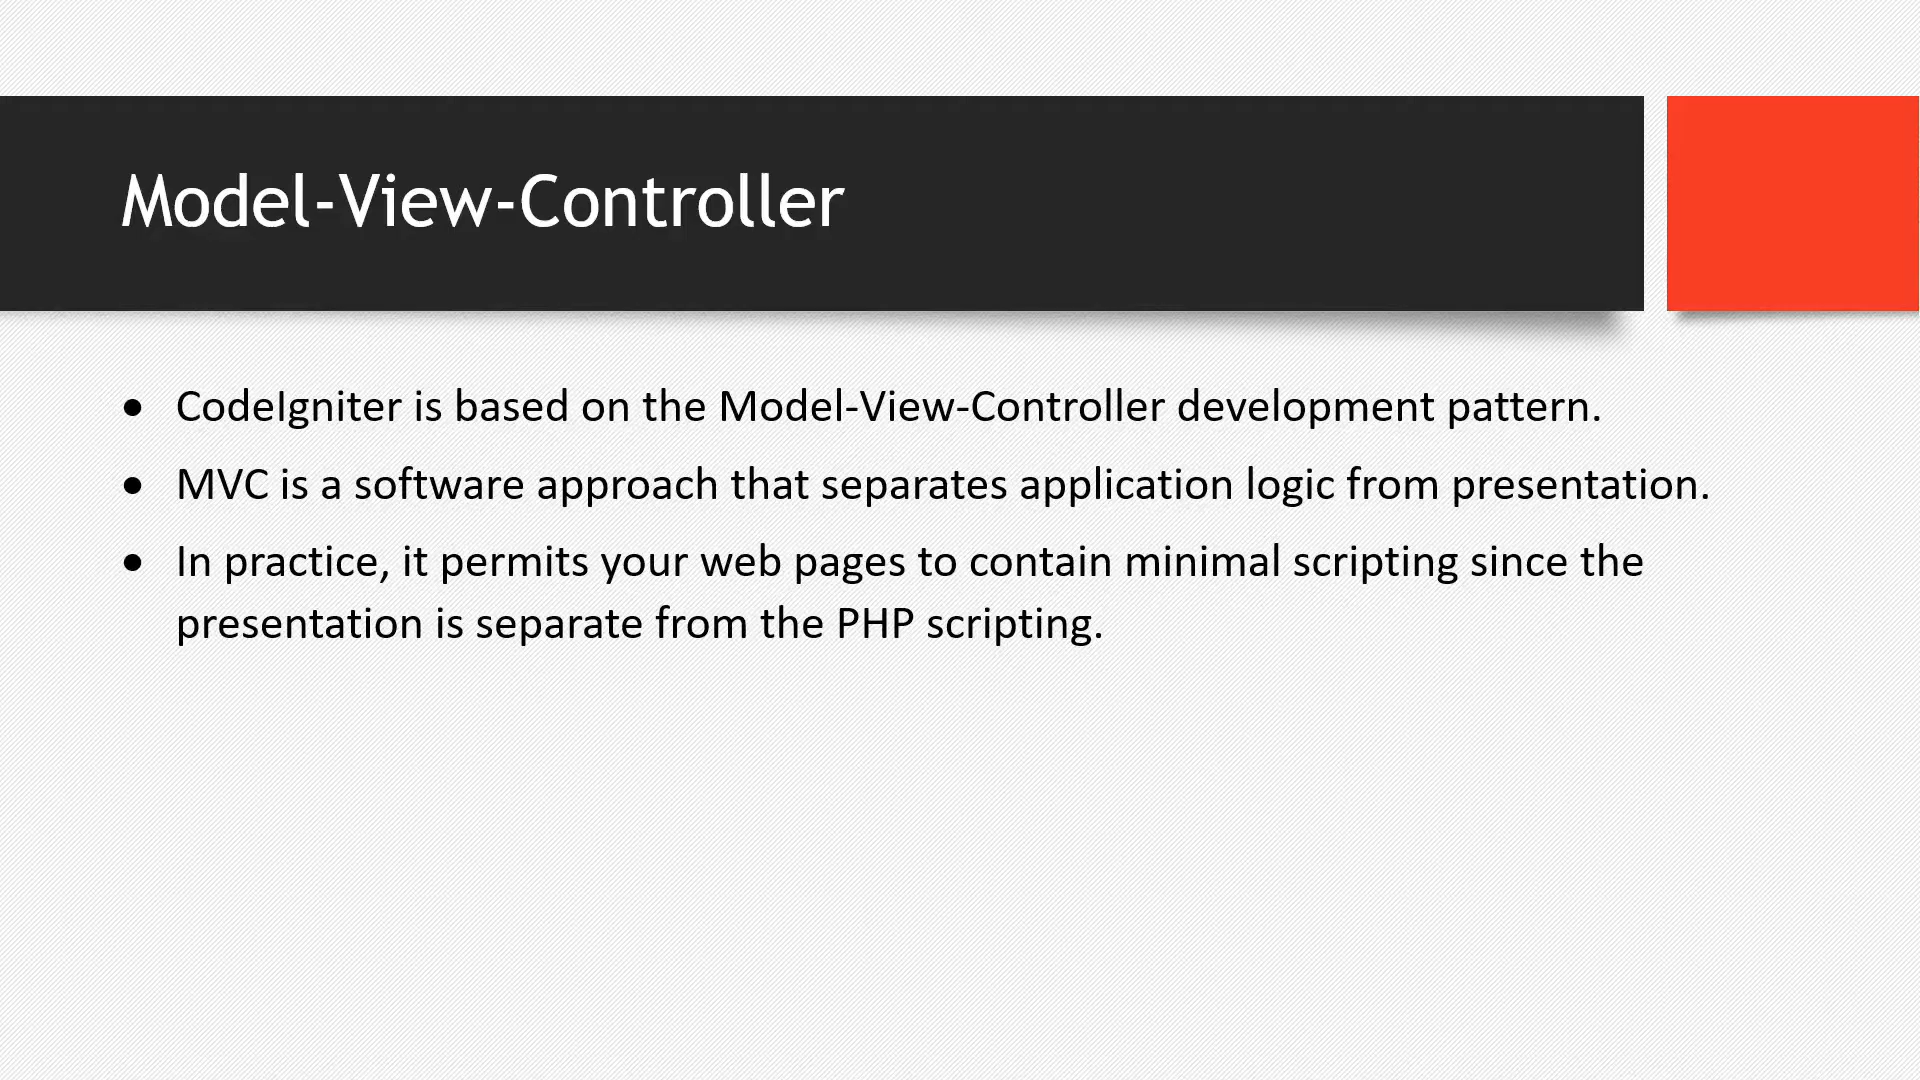 Model-View-Controller
● CodeIgniter is based on the Model-View-Controller development pattern.
● MVC is a software approach that separates application logic from presentation.
● In practice, it permits your web pages to contain minimal scripting since the
presentation is separate from the PHP scripting.